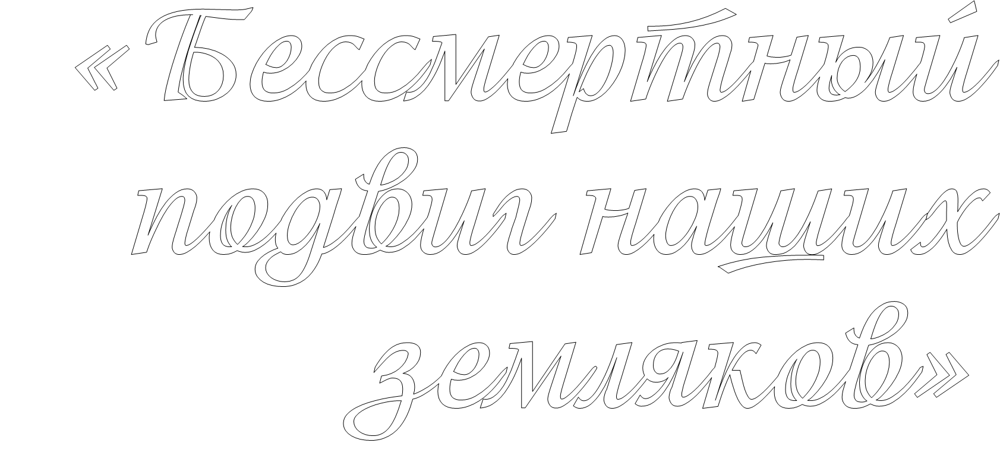 «Бессмертный
подвиг наших
земляков»